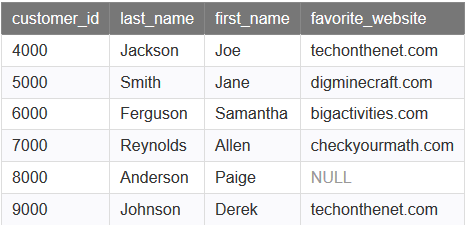 customer_id last_name first_name favorite_website
4000 Jackson Joe techonthenet.com
5000 Smith Jane digminecraft.com
6000 Ferguson Samantha bigactivities.com
7000 Reynolds Allen checkyourmath.com
8000 Anderson Paige NULL
9000 Johnson Derek techonthenet.com